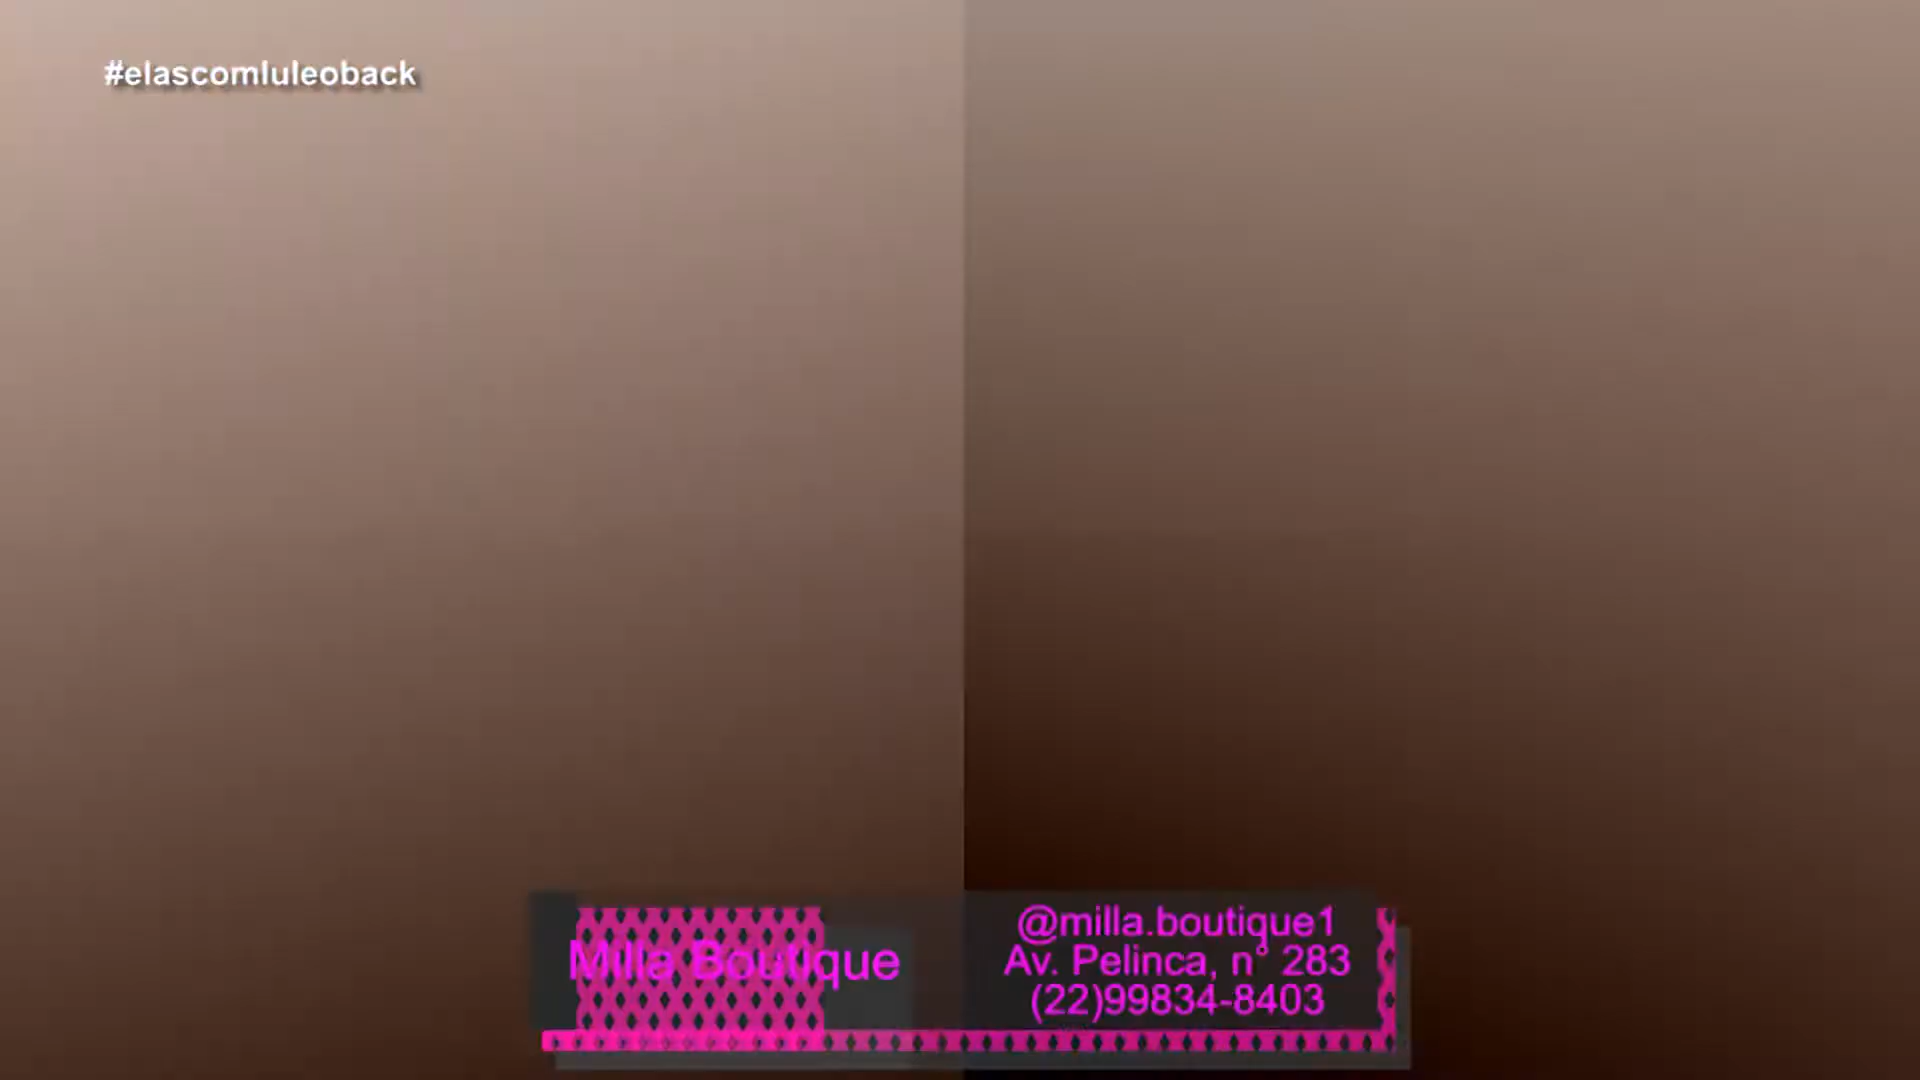 #elascomluleoback
Milla Boutique
@milla.boutique1
Av. Pelinca, n° 283
(22)99834-8403